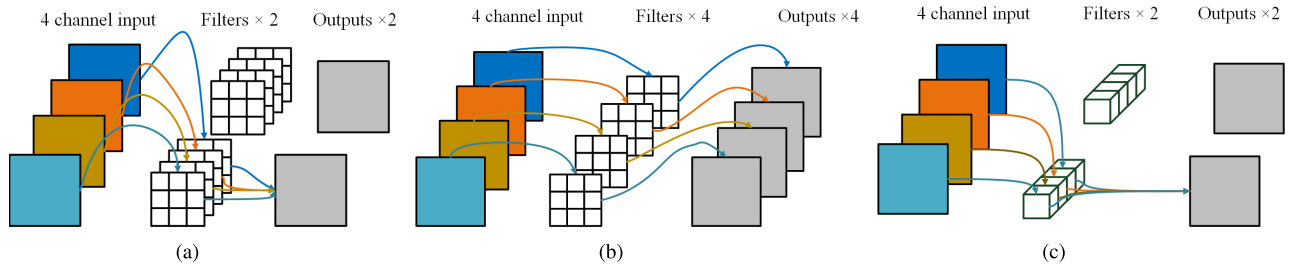 4 channel input Filters × 2 Outputs ×2
(a)
4 channel input Filters × 4 Outputs ×4
(b)
4 channel input Filters × 2 Outputs ×2
(c)